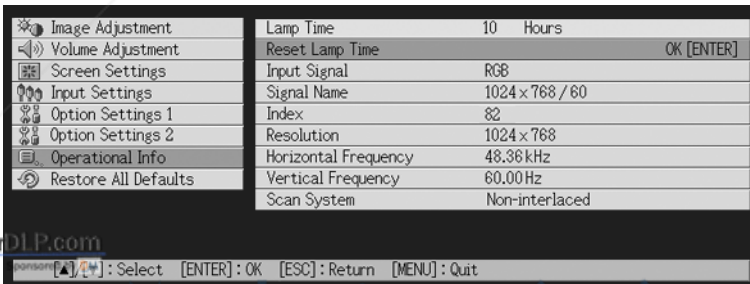 Image Adjustment
Volume Adjustment
Screen Settings
Input Settings
Option Settings 1
Option Settings 2
Operational Info
Restore All Defaults
Lamp Time 10 Hours
Reset Lamp Time OK [ENTER]
Input Signal RGB
Signal Name 1024×768/60
Index 82
Resolution 1024×768
Horizontal Frequency 48.36kHz
Vertical Frequency 60.00Hz
Scan System Non-interlaced
rDLP.com
[▲]/[▼]:Select [ENTER]:OK [ESC]:Return [MENU]:Quit